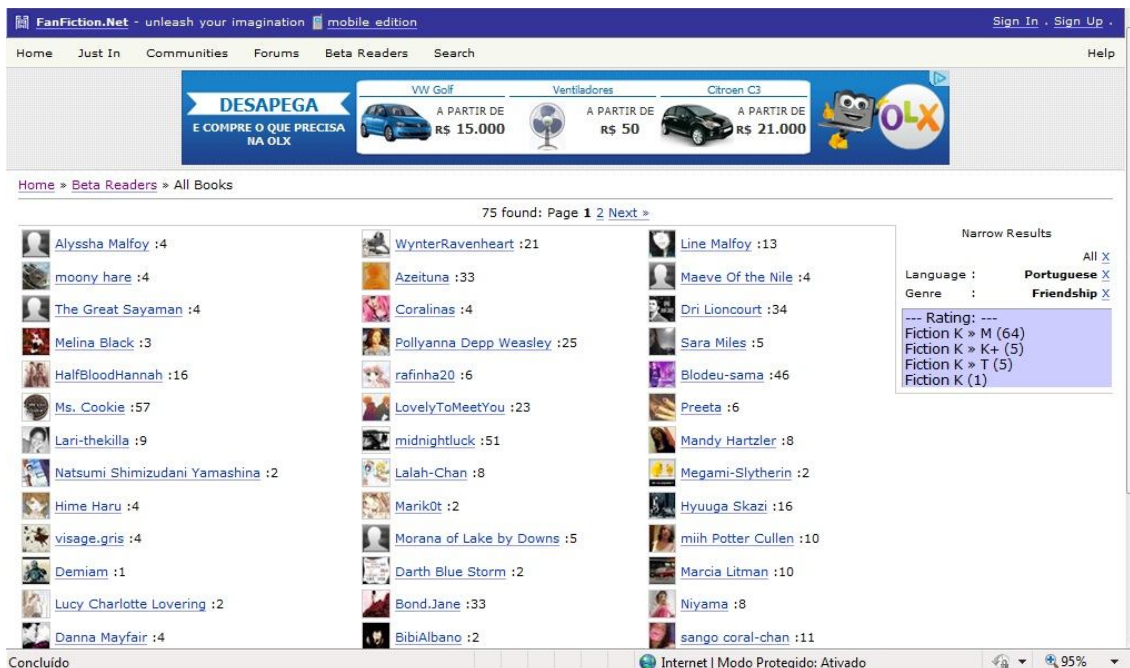 FanFiction.Net - unleash your imagination mobile edition Sign In . Sign Up .
Home Just In Communities Forums Beta Readers Search Help
DESAPEGA
E COMPRE O QUE PRECISA
NA OLX
VW Golf
A PARTIR DE
R$ 15.000
Ventiladores
A PARTIR DE
R$ 50
Citroen C3
A PARTIR DE
R$ 21.000
OLX
Home » Beta Readers » All Books
75 found: Page 1 2 Next »
Alyssha Malfoy :4
moony hare :4
The Great Sayaman :4
Melina Black :3
HalfBloodHannah :16
Ms. Cookie :57
Lari-thekilla :9
Natsumi Shimizudani Yamashina :2
Hime Haru :4
visage.gris :4
Demiam :1
Lucy Charlotte Lovering :2
Danna Mayfair :4
WynterRavenheart :21
Azeituna :33
Coralinas :4
Pollyanna Depp Weasley :25
rafinha20 :6
LovelyToMeetYou :23
midnightluck :51
Lalah-Chan :8
Marik0t :2
Morana of Lake by Downs :5
Darth Blue Storm :2
Bond.Jane :33
BibiAlbano :2
Line Malfoy :13
Maeve Of the Nile :4
Dri Lioncourt :34
Sara Miles :5
Blodeu-sama :46
Preeta :6
Mandy Hartzler :8
Megami-Slytherin :2
Hyuuga Skazi :16
miih Potter Cullen :10
Marcia Litman :10
Niyama :8
sango coral-chan :11
Narrow Results
All X
Language : Portuguese X
Genre : Friendship X
--- Rating: ---
Fiction K » M (64)
Fiction K » K+ (5)
Fiction K » T (5)
Fiction K (1)
Concluído Internet | Modo Protegido: Ativado 95%